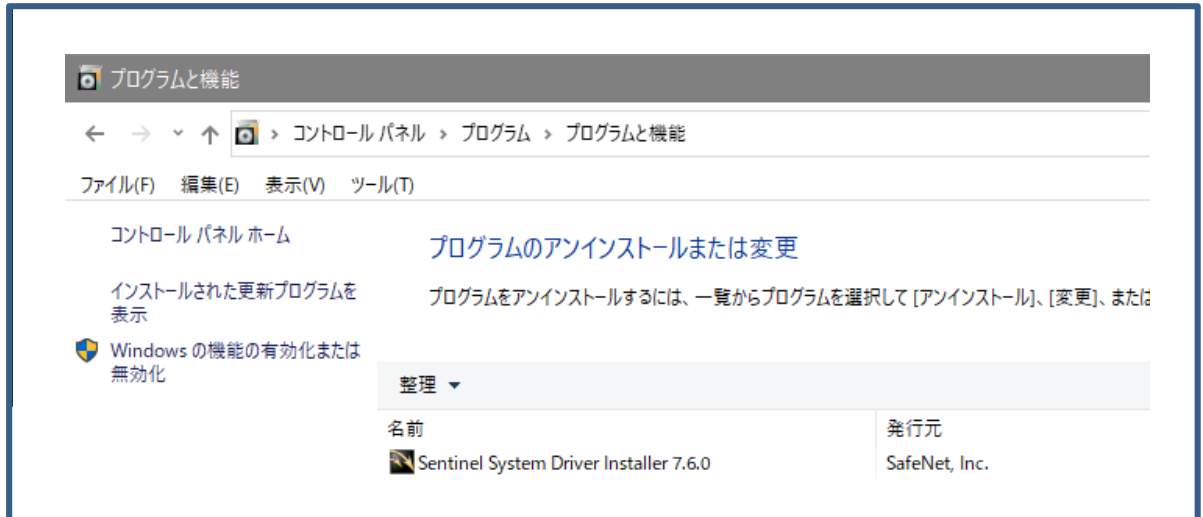 プログラムと機能
コントロール パネル > プログラム > プログラムと機能
ファイル(F) 編集(E) 表示(V) ツール(T)
コントロール パネル ホーム
インストールされた更新プログラムを
表示
Windows の機能の有効化または
無効化
プログラムのアンインストールまたは変更
プログラムをアンインストールするには、一覧からプログラムを選択して [アンインストール]、[変更]、または
整理
名前 発行元
Sentinel System Driver Installer 7.6.0 SafeNet, Inc.